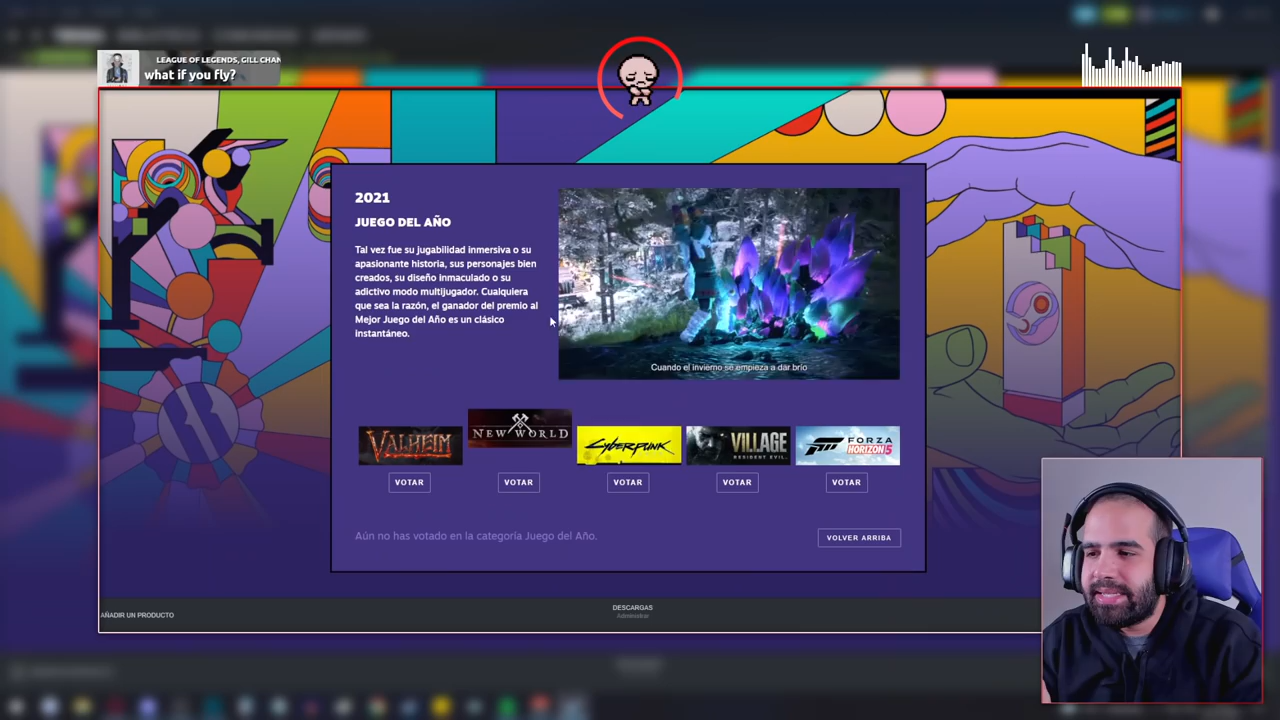 LEAGUE OF LEGENDS, GILL CHAN
what if you fly?
2021
JUEGO DEL AÑO
Tal vez fue su jugabilidad inmersiva o su
apasionante historia, sus personajes bien
creados, su diseño inmaculado o su
adictivo modo multijugador. Cualquiera
que sea la razón, el ganador del premio al
Mejor Juego del Año es un clásico
instantáneo.
Cuando el invierno se empieza a dar brio
VALHEIM
NEW WORLD
CYBERPUNK
VILLAGE
RESIDENT EVIL
FORZA
HORIZON 5
VOTAR
VOTAR
VOTAR
VOTAR
VOTAR
Aún no has votado en la categoría Juego del Año.
VOLVER ARRIBA
AÑADIR UN PRODUCTO
DESCARGAS
Administrar